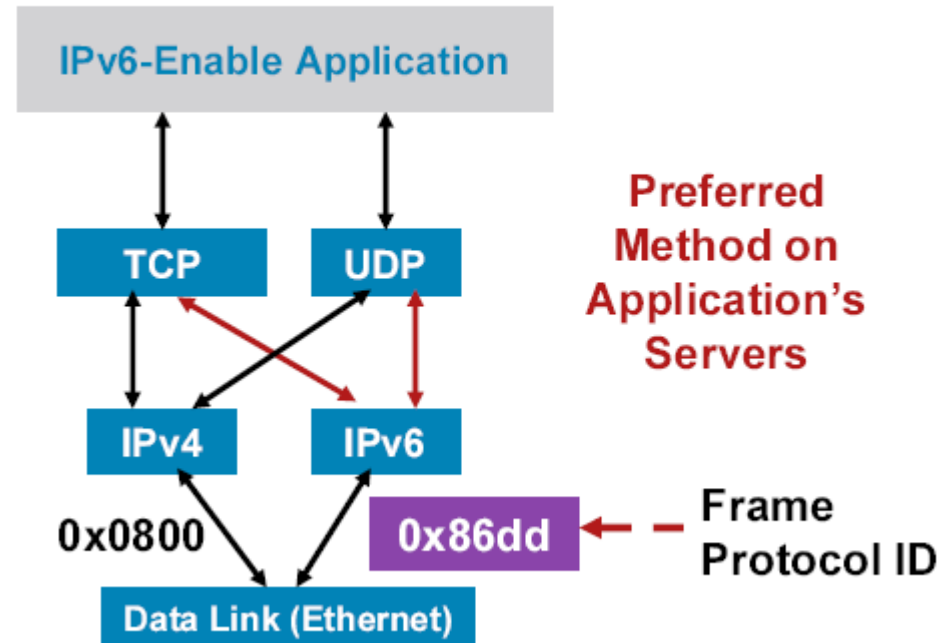 IPv6-Enable Application
TCP
UDP
Preferred
Method on
Application's
Servers
IPv4
IPv6
0x0800
0x86dd
Frame
Protocol ID
Data Link (Ethernet)